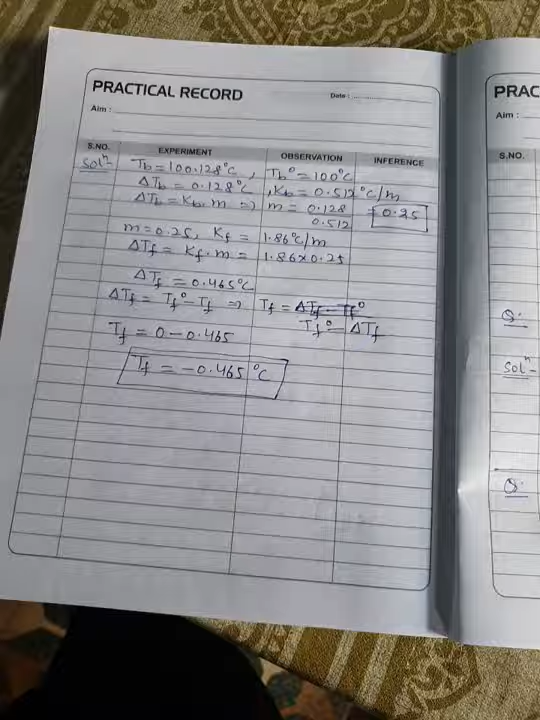 PRACTICAL RECORD
Date : ....................
Aim :
S.NO. EXPERIMENT OBSERVATION INFERENCE
Solⁿ- Tb = 100.128°C, Tb° = 100°C
ΔTb = 0.128°C, Kb = 0.512 °C/m
ΔTb = Kb.m ⇒ m = 0.128/0.512 = 0.25
m = 0.25, Kf = 1.86°C/m
ΔTf = Kf.m = 1.86×0.25
ΔTf = 0.465°C
ΔTf = Tf° - Tf ⇒ Tf = ΔTf - Tf°
Tf° - ΔTf
Tf = 0 - 0.465
Tf = -0.465 °C
PRAC
Aim :
S.NO.
Q:
Solⁿ-
Q: